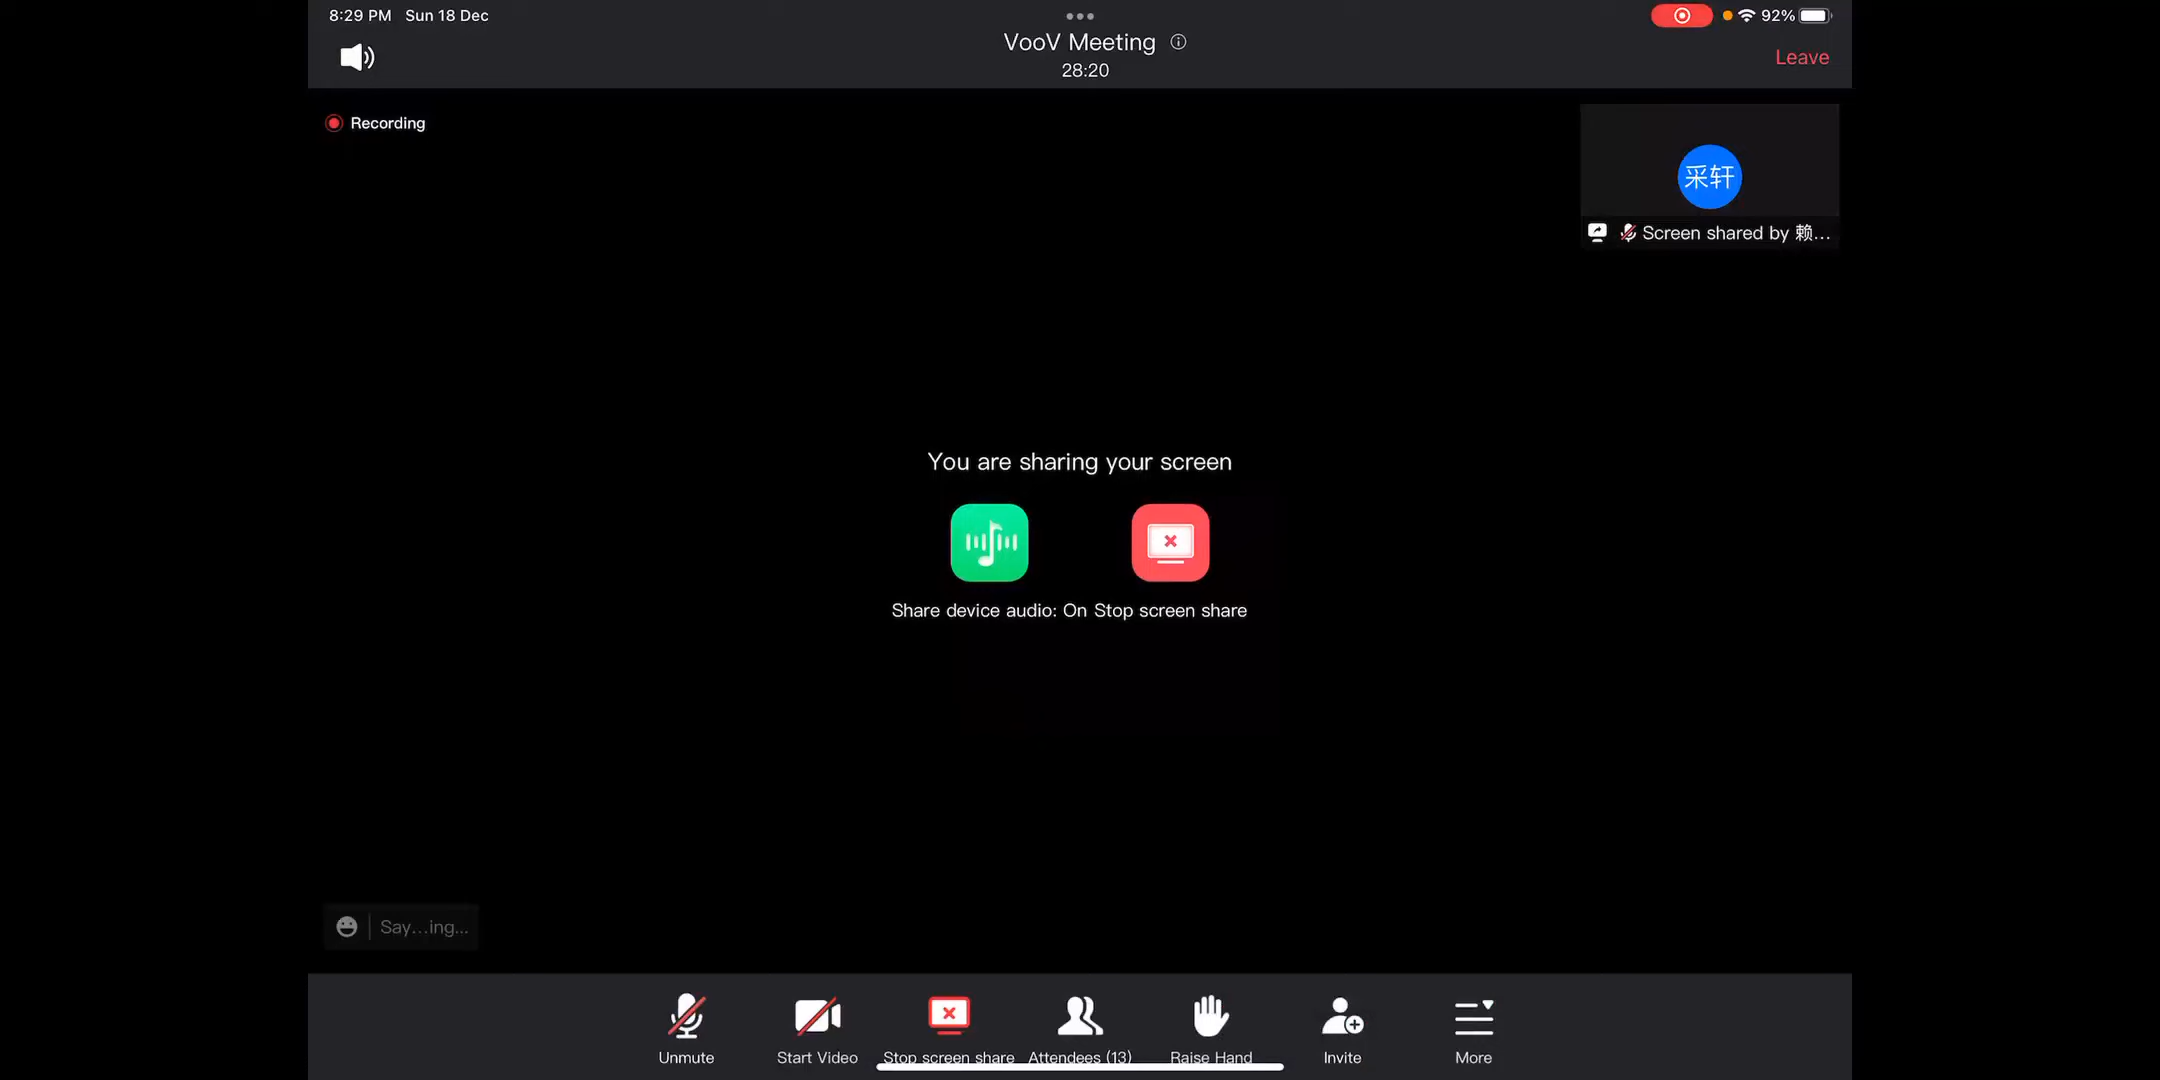 8:29 PM Sun 18 Dec
92%
VooV Meeting
28:20
Leave
Recording
采轩
Screen shared by 赖...
You are sharing your screen
Share device audio: On
Stop screen share
Say...ing...
Unmute
Start Video
Stop screen share
Attendees (13)
Raise Hand
Invite
More